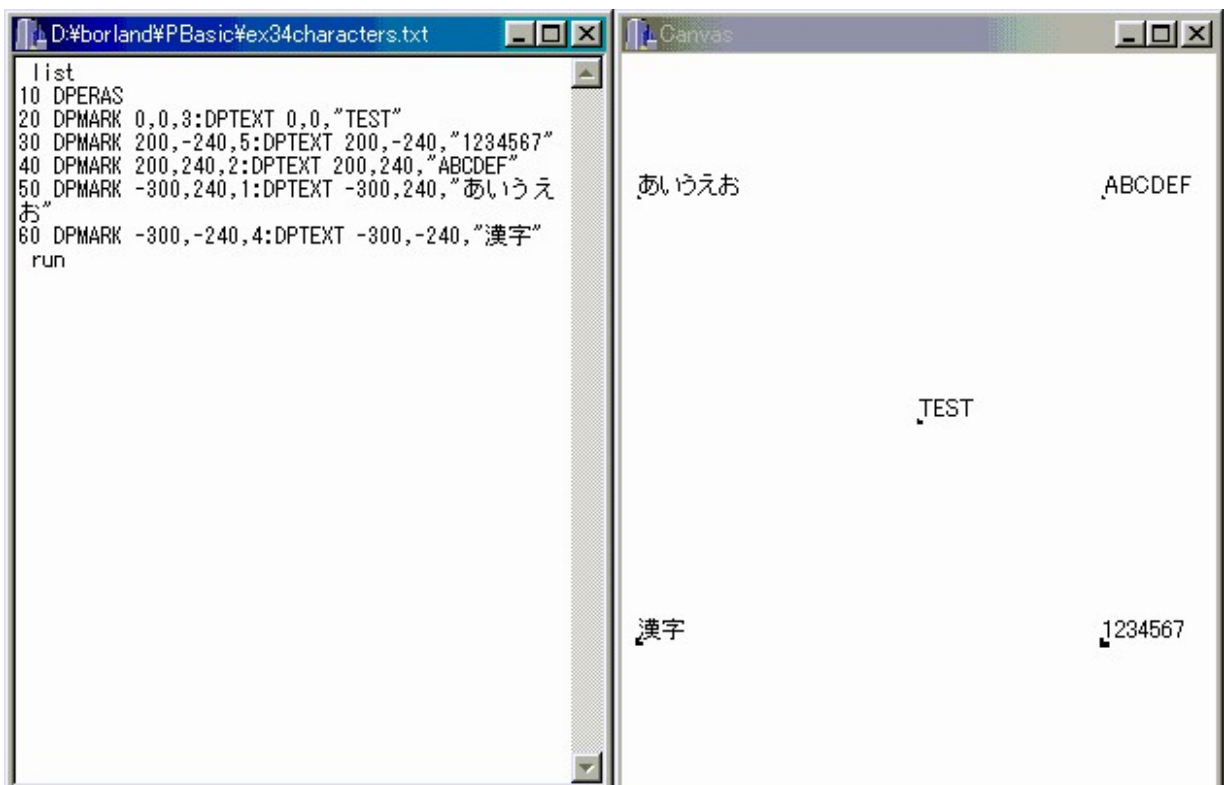 D:¥borland¥PBasic¥ex34characters.txt
list
10 DPERAS
20 DPMARK 0,0,3:DPTEXT 0,0,"TEST"
30 DPMARK 200,-240,5:DPTEXT 200,-240,"1234567"
40 DPMARK 200,240,2:DPTEXT 200,240,"ABCDEF"
50 DPMARK -300,240,1:DPTEXT -300,240,"あいうえ
お"
60 DPMARK -300,-240,4:DPTEXT -300,-240,"漢字"
run
Canvas
あいうえお
ABCDEF
TEST
漢字
1234567